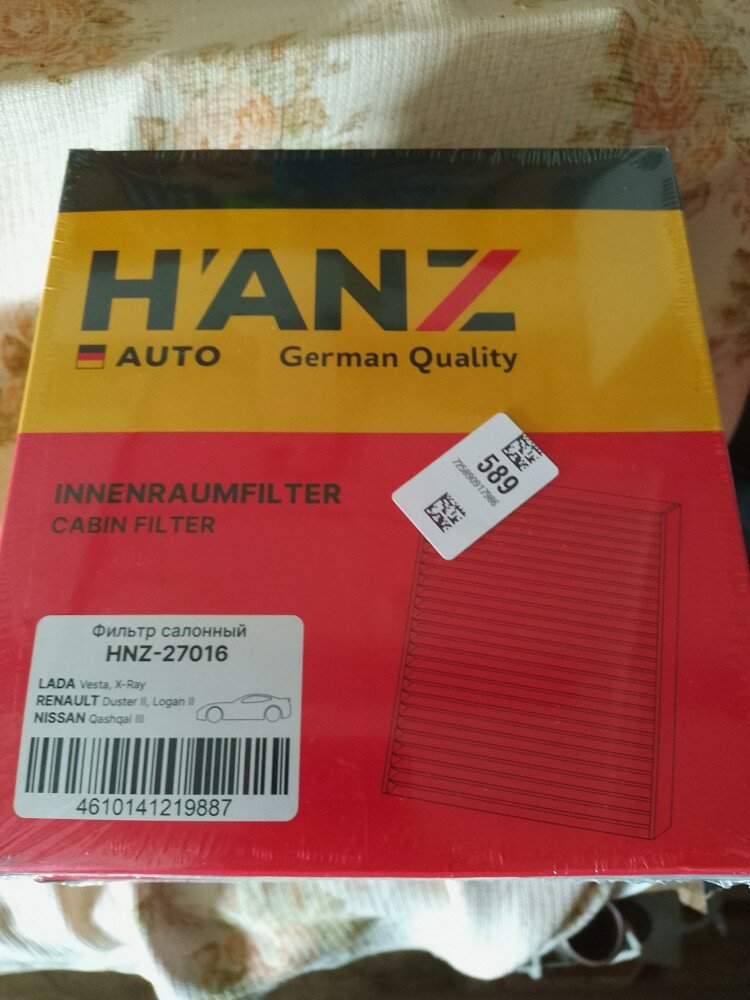 H'ANZ
AUTO German Quality
589
725890917986
INNENRAUMFILTER
CABIN FILTER
Фильтр салонный
HNZ-27016
LADA Vesta, X-Ray
RENAULT Duster II, Logan II
NISSAN Qashqai III
4610141219887